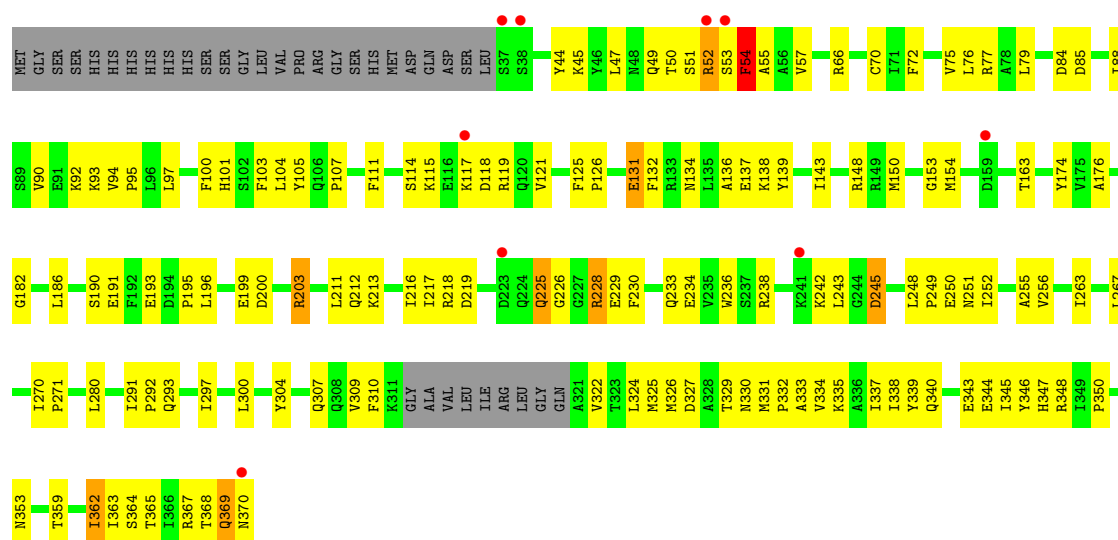 MET GLY SER SER HIS HIS HIS HIS HIS HIS SER SER GLY LEU VAL PRO ARG GLY SER HIS MET ASP GLN ASP SER LEU S37 S38 Y44 K45 Y46 L47 N48 Q49 T50 S51 R52 S53 F54 A55 A56 V57 R66 C70 I71 F72 V75 L76 R77 A78 L79 D84 D85 I88
S89 V90 E91 K92 K93 V94 P95 L96 L97 F100 H101 S102 F103 L104 Y105 Q106 P107 F111 S114 K115 E116 K117 D118 R119 Q120 V121 F125 P126 E131 F132 R133 N134 L135 A136 E137 K138 Y139 I143 R148 R149 M150 G153 M154 D159 T163 Y174 V175 A176
G182 L186 S190 E191 F192 E193 D194 P195 L196 E199 D200 R203 L211 Q212 K213 I216 I217 R218 D219 D223 Q224 Q225 G226 G227 R228 E229 F230 Q233 E234 V235 W236 S237 R238 K241 K242 L243 G244 D245 L248 P249 E250 N251 I252 A255 V256 I263 L267
I270 P271 L280 I291 P292 Q293 I297 L300 Y304 Q307 Q308 V309 F310 K311 GLY ALA VAL LEU ILE ARG LEU GLY GLN A321 V322 T323 L324 M325 M326 D327 A328 T329 N330 M331 P332 A333 V334 K335 A336 I337 I338 Y339 Q340 E343 E344 I345 Y346 H347 R348 I349 P350
N353 T359 I362 I363 S364 T365 I366 R367 T368 Q369 N370